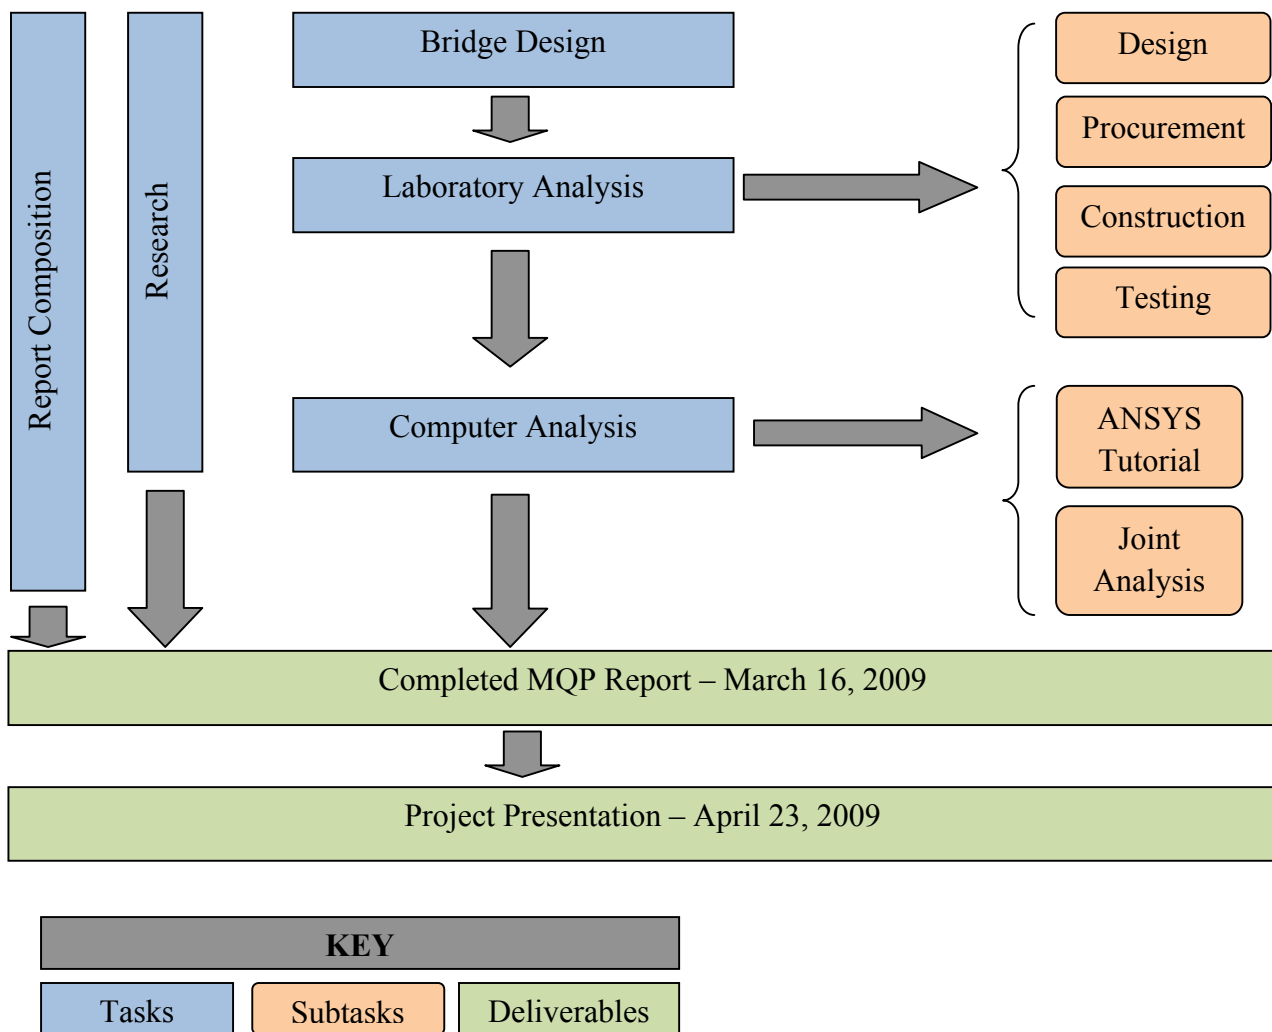 Report Composition
Research
Bridge Design
Laboratory Analysis
Computer Analysis
Design
Procurement
Construction
Testing
ANSYS
Tutorial
Joint
Analysis
Completed MQP Report – March 16, 2009
Project Presentation – April 23, 2009
KEY
Tasks
Subtasks
Deliverables